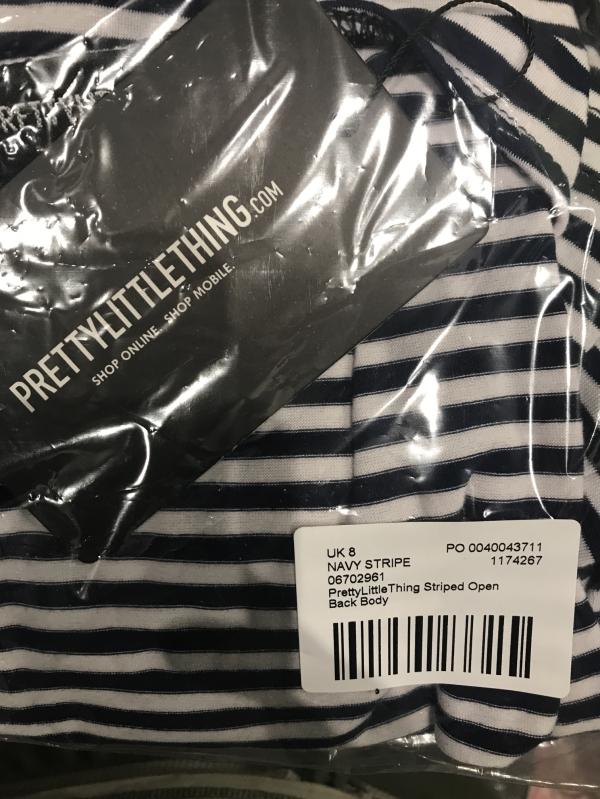 PRETTYLITTLETHING.COM
SHOP ONLINE. SHOP MOBILE.
UK 8 PO 0040043711
NAVY STRIPE 1174267
06702961
PrettyLittleThing Striped Open
Back Body